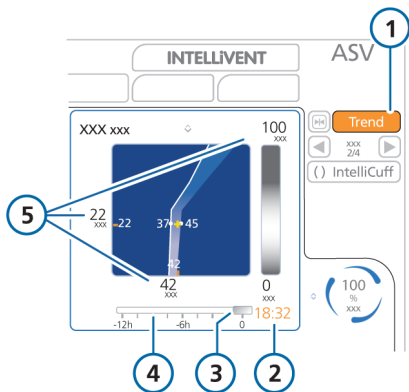 1
INTELLiVENT
ASV
Trend
XXX xxx
100
xxx
xxx
2/4
( ) IntelliCuff
5
22
xxx
22
37
45
42
42
xxx
0
xxx
100
%
xxx
18:32
-12h
-6h
0
4
3
2